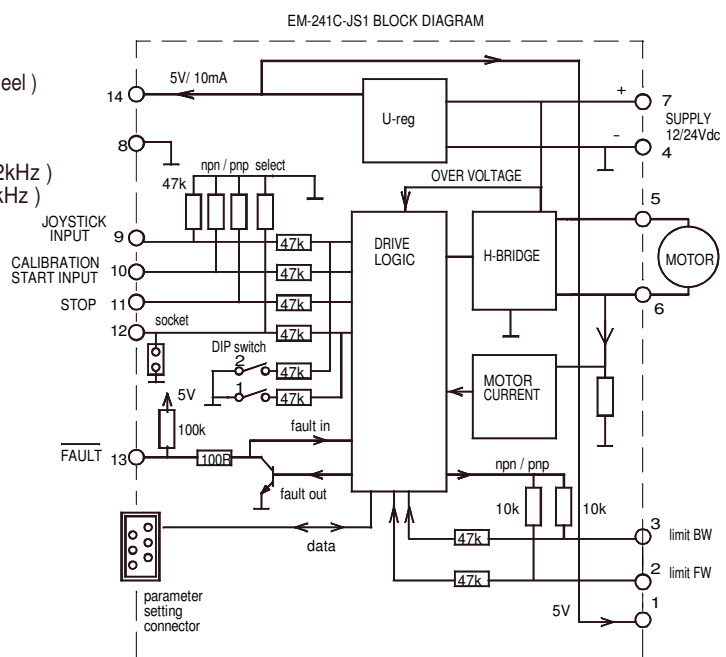 EM-241C-JS1 BLOCK DIAGRAM
eel )
2kHz )
kHz )
14
5V/ 10mA
U-reg
+
7
SUPPLY
12/24Vdc
-
4
8
npn / pnp select
47k
OVER VOLTAGE
JOYSTICK
INPUT
9
47k
CALIBRATION
START INPUT
10
47k
STOP
11
47k
12
socket
47k
DIP switch
2
47k
1
47k
DRIVE
LOGIC
H-BRIDGE
5
MOTOR
6
MOTOR
CURRENT
5V
100k
fault in
FAULT
13
100R
fault out
npn / pnp
10k
10k
data
47k
3
limit BW
47k
2
limit FW
5V
1
parameter
setting
connector